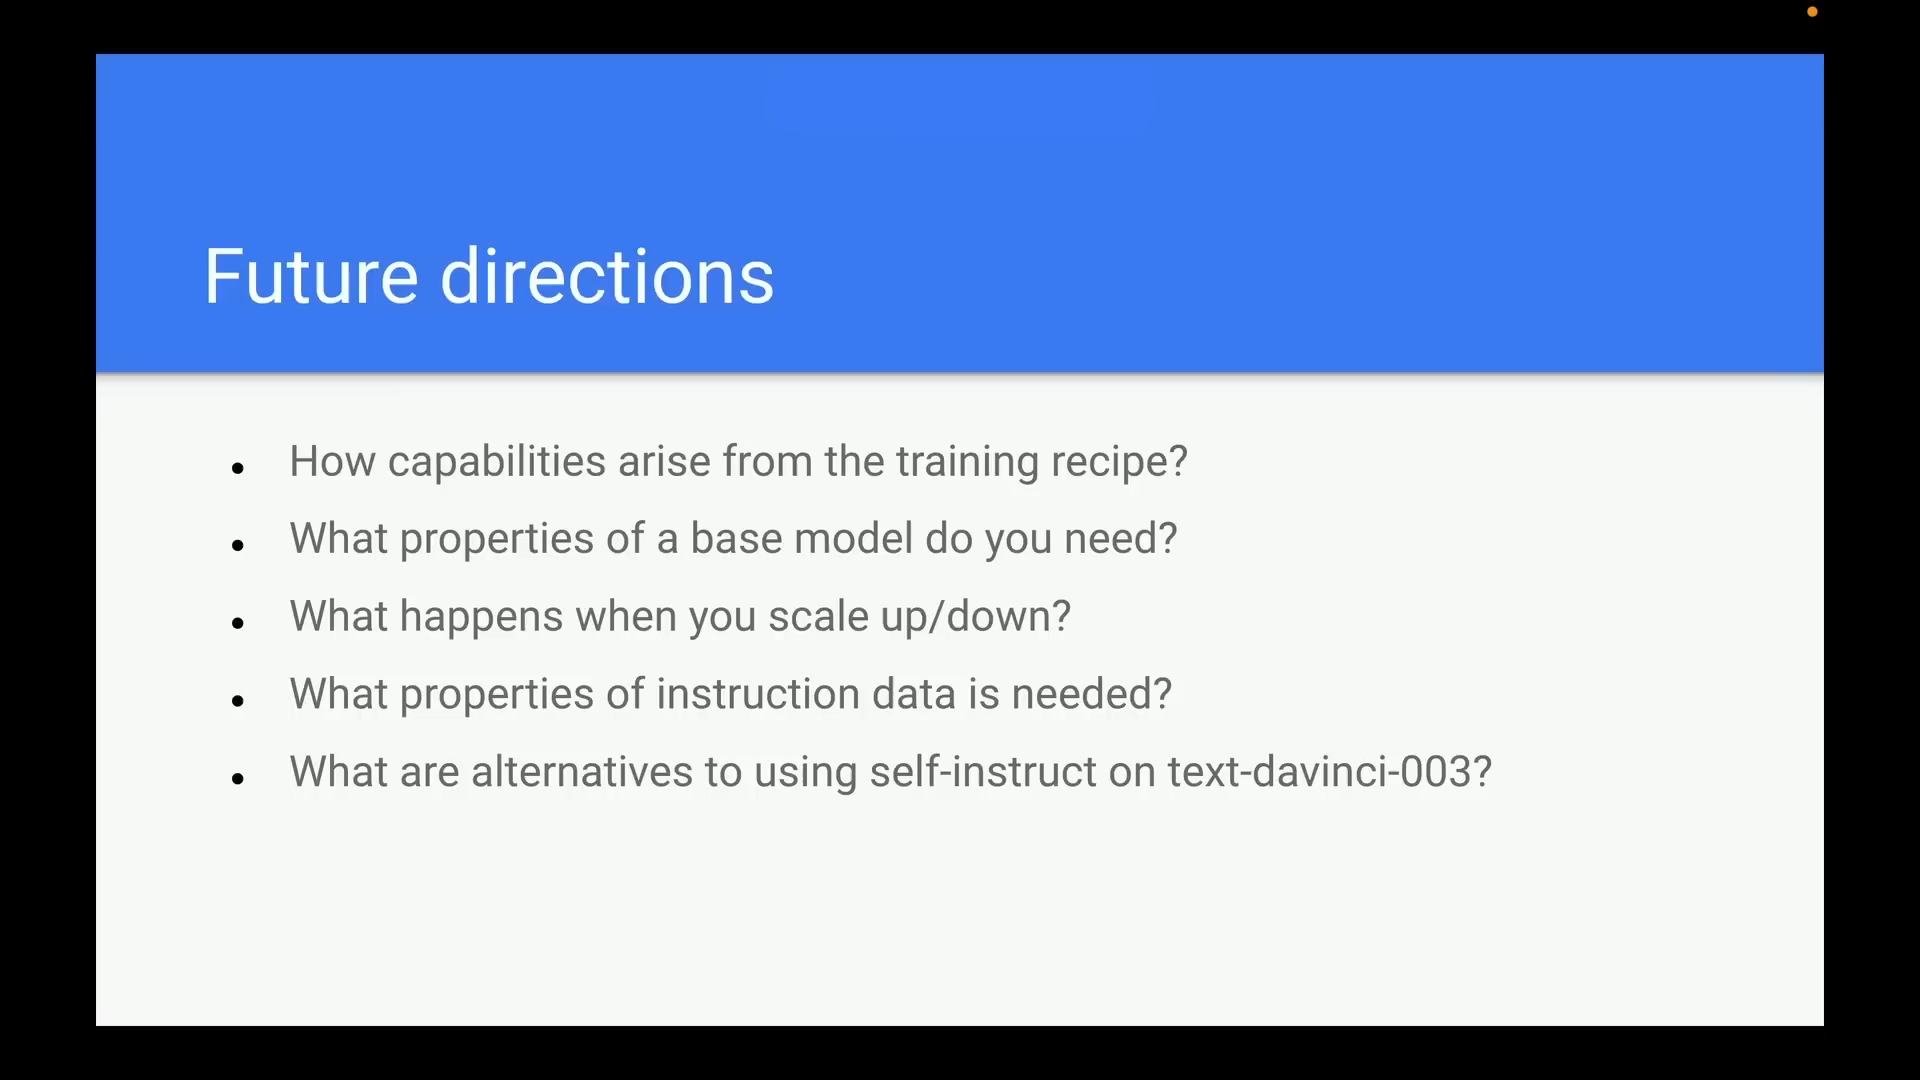 Future directions
• How capabilities arise from the training recipe?
• What properties of a base model do you need?
• What happens when you scale up/down?
• What properties of instruction data is needed?
• What are alternatives to using self-instruct on text-davinci-003?